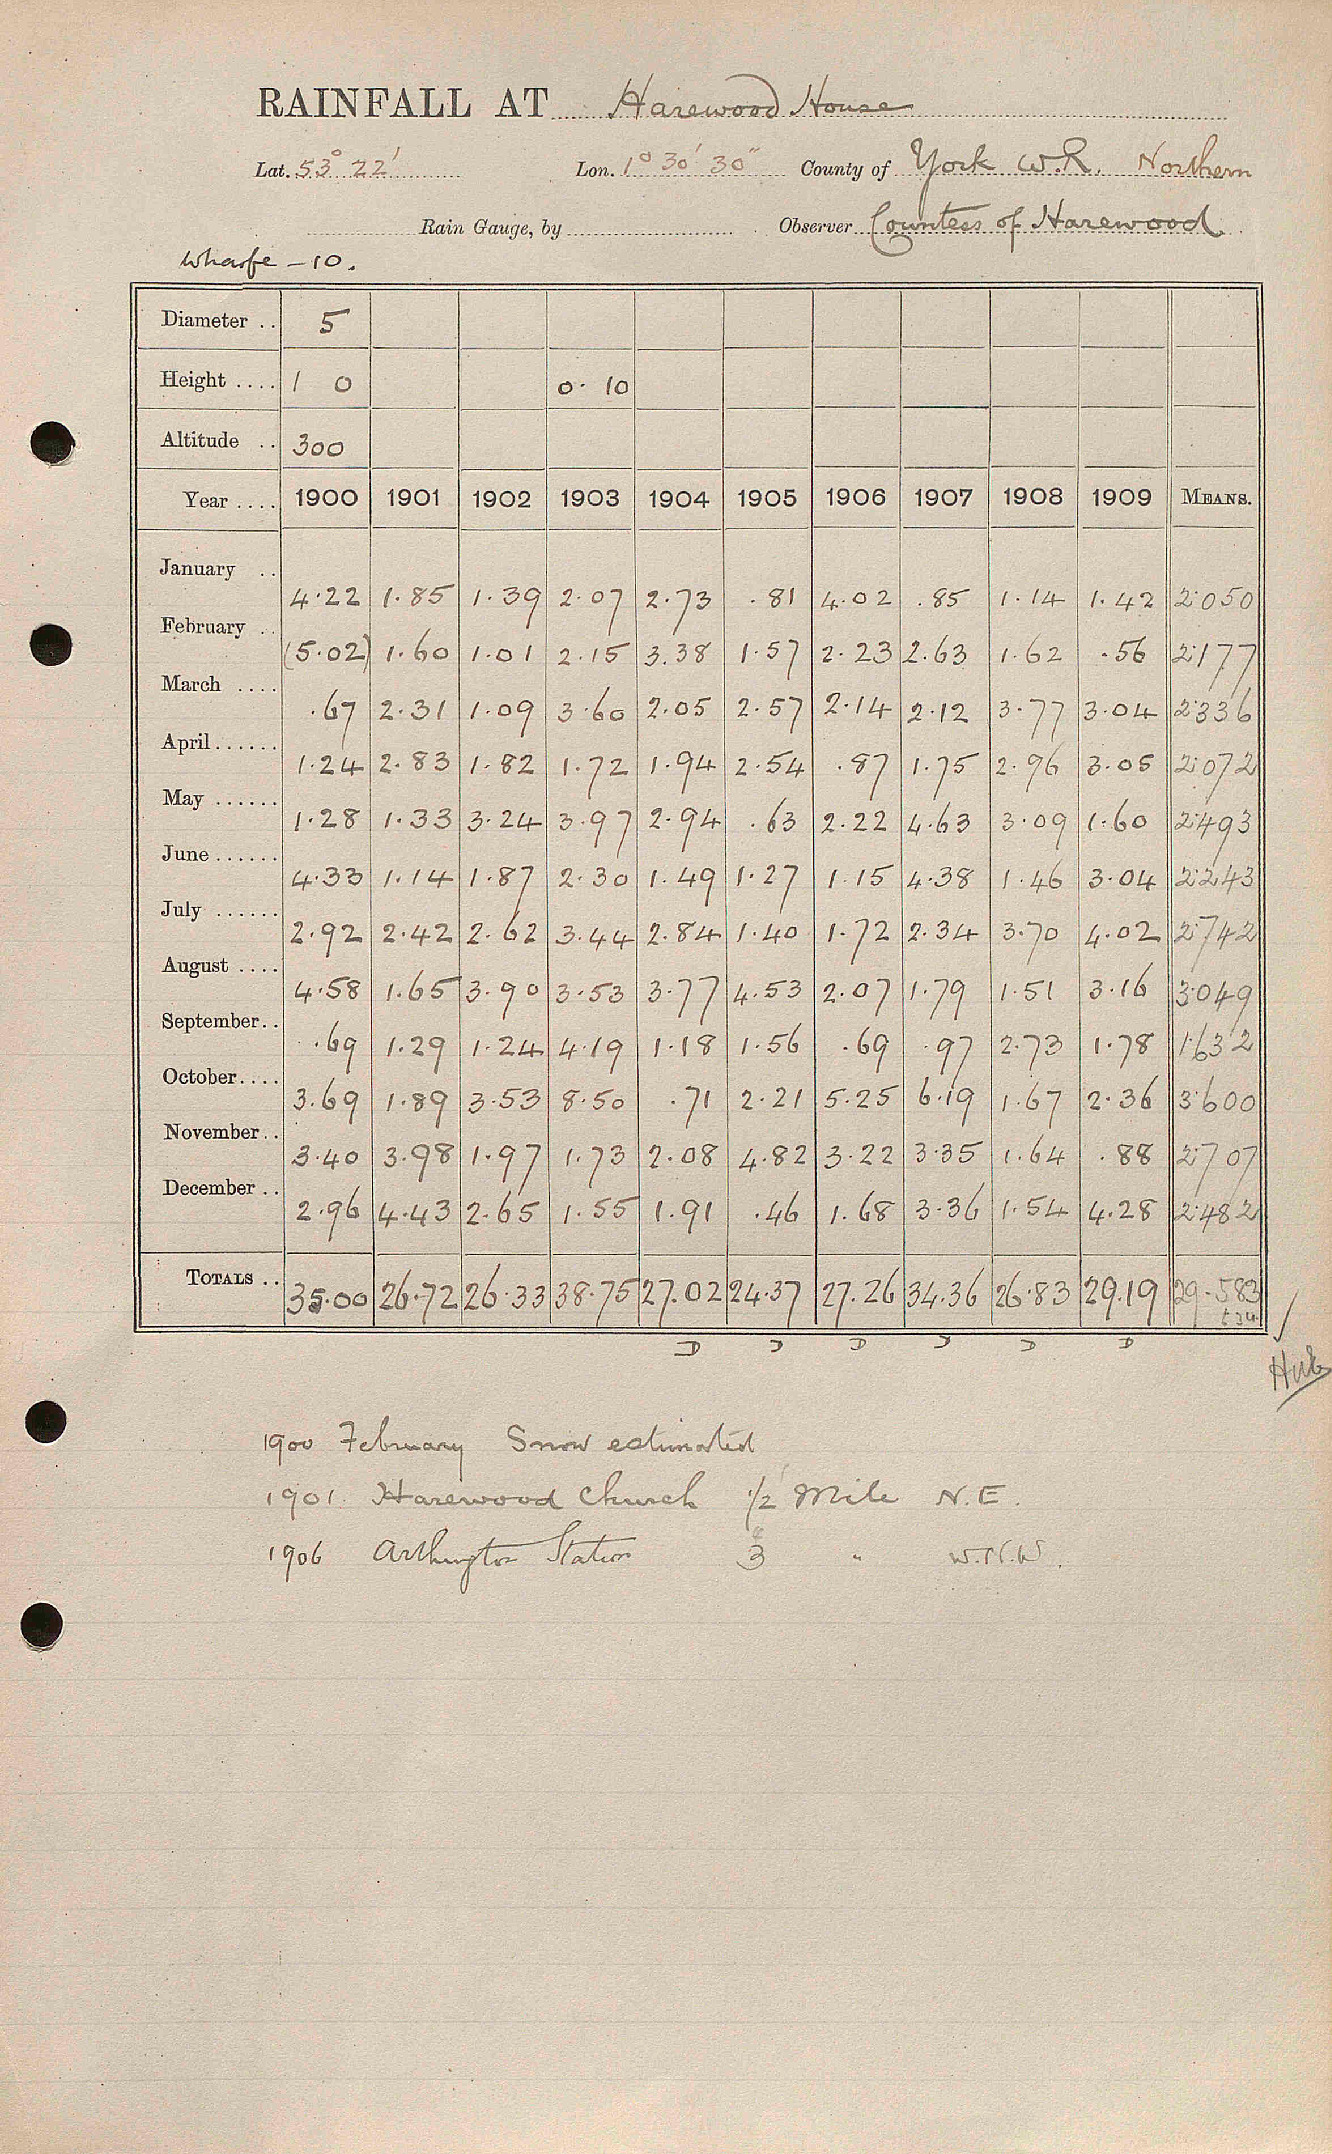 RAINFALL AT Harewood House
Lat. 53° 22' Lon. 1° 30' 30" County of York W.R. Northern
Rain Gauge, by Observer Countess of Harewood
Wharfe - 10.
Diameter .. 5
Height .... 1 0 0·10
Altitude .. 300
Year .... 1900 1901 1902 1903 1904 1905 1906 1907 1908 1909 MEANS.
January .. 4·22 1·85 1·39 2·07 2·73 ·81 4·02 ·85 1·14 1·42 2·050
February .. (5·02) 1·60 1·01 2·15 3·38 1·57 2·23 2·63 1·62 ·56 2·177
March .... ·67 2·31 1·09 3·60 2·05 2·57 2·14 2·12 3·77 3·04 2·336
April ...... 1·24 2·83 1·82 1·72 1·94 2·54 ·87 1·75 2·96 3·05 2·072
May ...... 1·28 1·33 3·24 3·97 2·94 ·63 2·22 4·63 3·09 1·60 2·493
June ...... 4·33 1·14 1·87 2·30 1·49 1·27 1·15 4·38 1·46 3·04 2·243
July ...... 2·92 2·42 2·62 3·44 2·84 1·40 1·72 2·34 3·70 4·02 2·742
August .... 4·58 1·65 3·90 3·53 3·77 4·53 2·07 1·79 1·51 3·16 3·049
September.. ·69 1·29 1·24 4·19 1·18 1·56 ·69 ·97 2·73 1·78 1·632
October.... 3·69 1·89 3·53 8·50 ·71 2·21 5·25 6·19 1·67 2·36 3·600
November.. 3·40 3·98 1·97 1·73 2·08 4·82 3·22 3·35 1·64 ·88 2·707
December .. 2·96 4·43 2·65 1·55 1·91 ·46 1·68 3·36 1·54 4·28 2·482
TOTALS .. 35·00 26·72 26·33 38·75 27·02 24·37 27·26 34·36 26·83 29·19 29·583
D D D D D D
1900 February Snow estimated
1901. Harewood Church 1/2 Mile N.E.
1906 Arthington Station 3 " W.N.W.